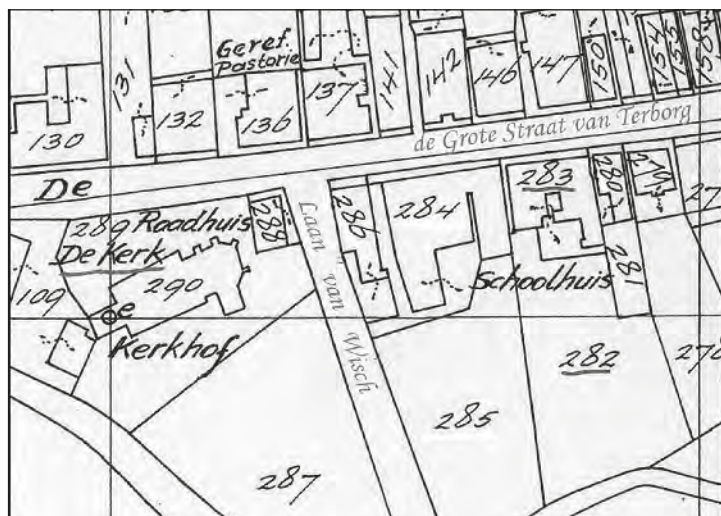 Geref
Pastorie
131
141
142
150
154
155
158
130
132
136
137
146
147
de Grote Straat van Terborg
De
289 Raadhuis
288
286
284
283
280
De Kerk
109
290
Laan van Wisch
Schoolhuis
281
e
Kerkhof
282
285
287